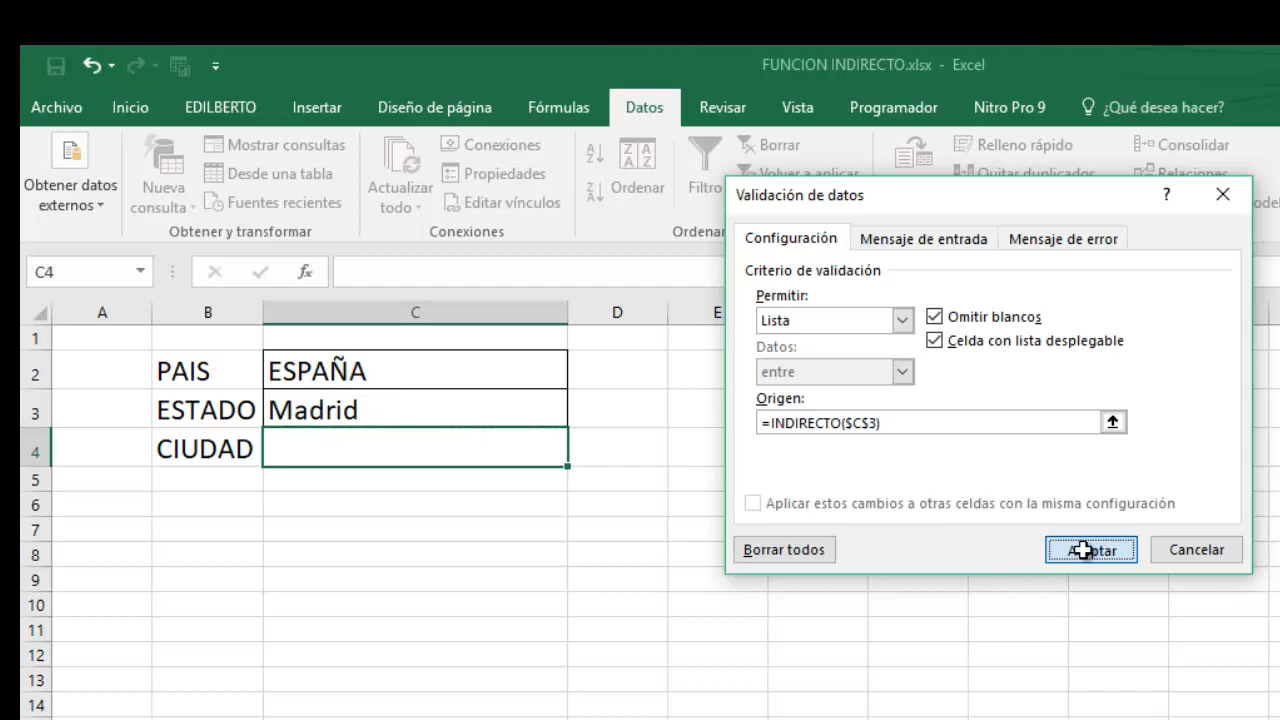 FUNCION INDIRECTO.xlsx - Excel
Archivo Inicio EDILBERTO Insertar Diseño de página Fórmulas Datos Revisar Vista Programador Nitro Pro 9 ¿Qué desea hacer?
Obtener datos externos
Nueva consulta
Mostrar consultas
Desde una tabla
Fuentes recientes
Obtener y transformar
Actualizar todo
Conexiones
Propiedades
Editar vínculos
Conexiones
Ordenar
Filtro
Borrar
Volver a aplicar
Relleno rápido
Quitar duplicados
Consolidar
Relaciones
C4
fx
A B C D E
1
2 PAIS ESPAÑA
3 ESTADO Madrid
4 CIUDAD
5
6
7
8
9
10
11
12
13
14
Validación de datos ?
Configuración Mensaje de entrada Mensaje de error
Criterio de validación
Permitir:
Lista
Omitir blancos
Celda con lista desplegable
Datos:
entre
Origen:
=INDIRECTO($C$3)
Aplicar estos cambios a otras celdas con la misma configuración
Borrar todos Aceptar Cancelar